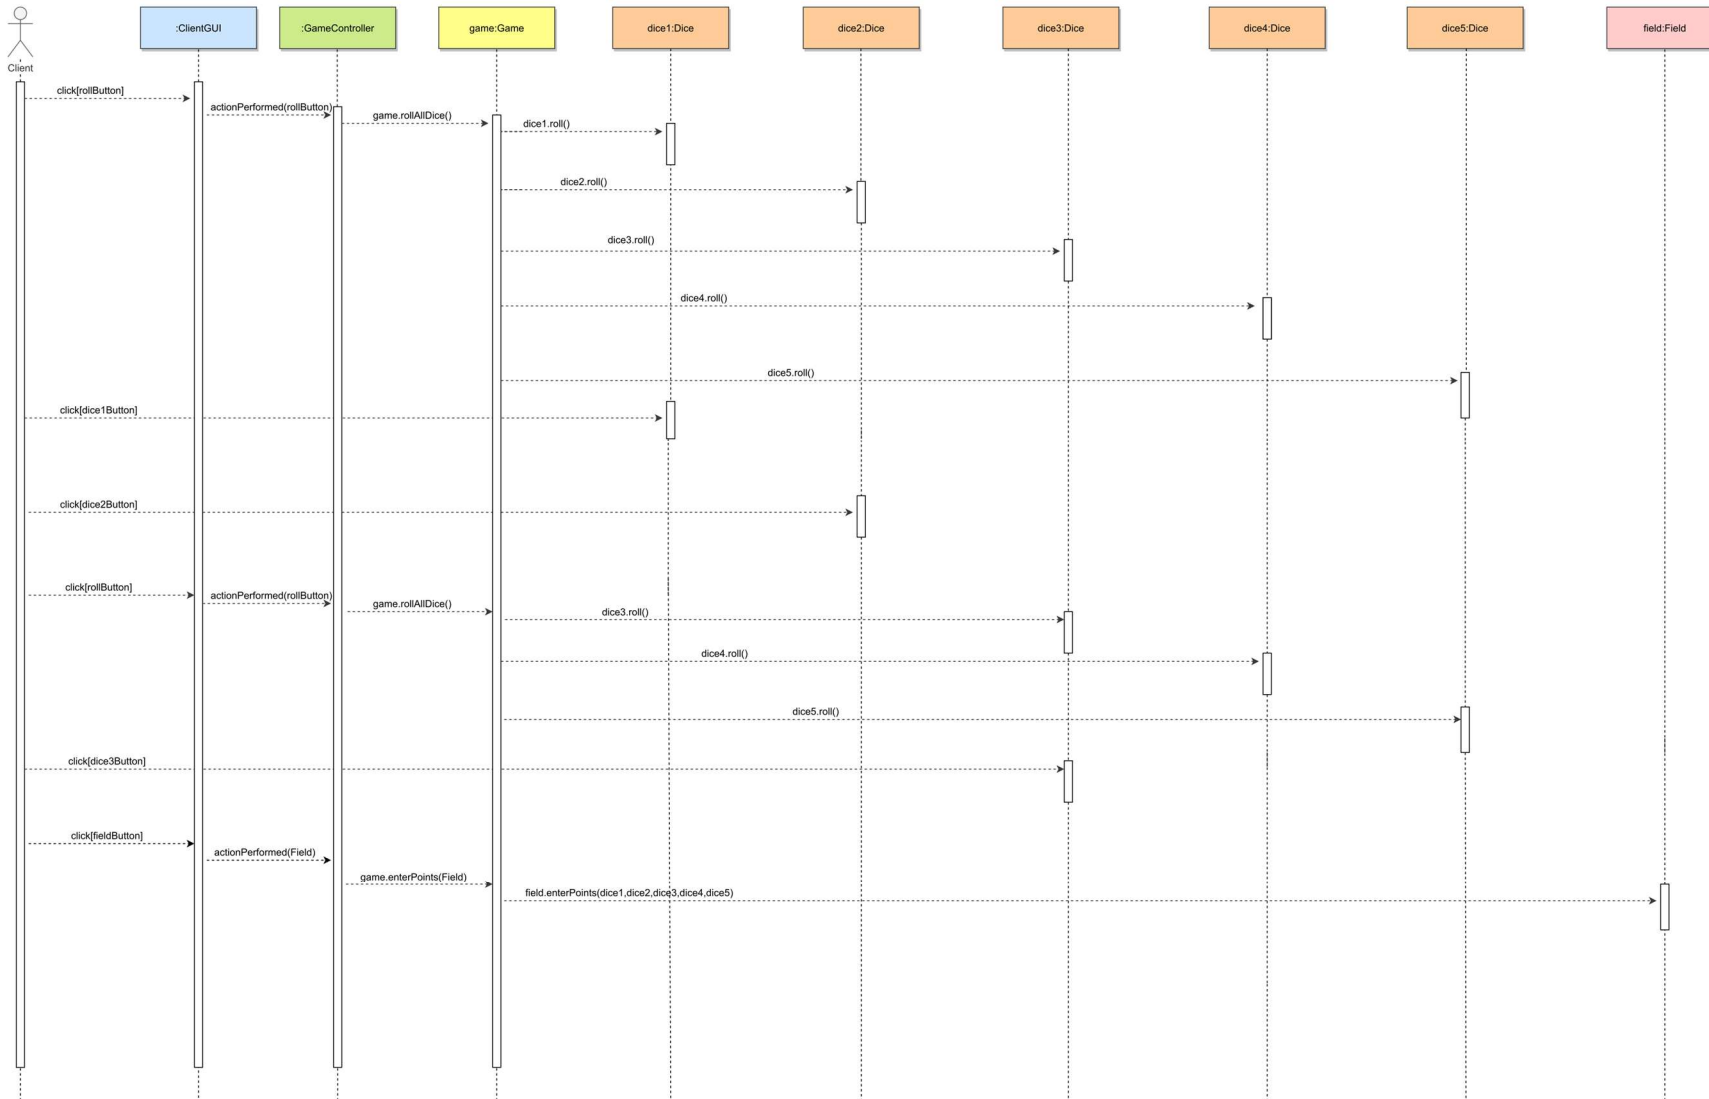 :ClientGUI
:GameController
game:Game
dice1:Dice
dice2:Dice
dice3:Dice
dice4:Dice
dice5:Dice
field:Field
Client
click[rollButton]
actionPerformed(rollButton)
game.rollAllDice()
dice1.roll()
dice2.roll()
dice3.roll()
dice4.roll()
dice5.roll()
click[dice1Button]
click[dice2Button]
click[rollButton]
actionPerformed(rollButton)
game.rollAllDice()
dice3.roll()
dice4.roll()
dice5.roll()
click[dice3Button]
click[fieldButton]
actionPerformed(Field)
game.enterPoints(Field)
field.enterPoints(dice1,dice2,dice3,dice4,dice5)